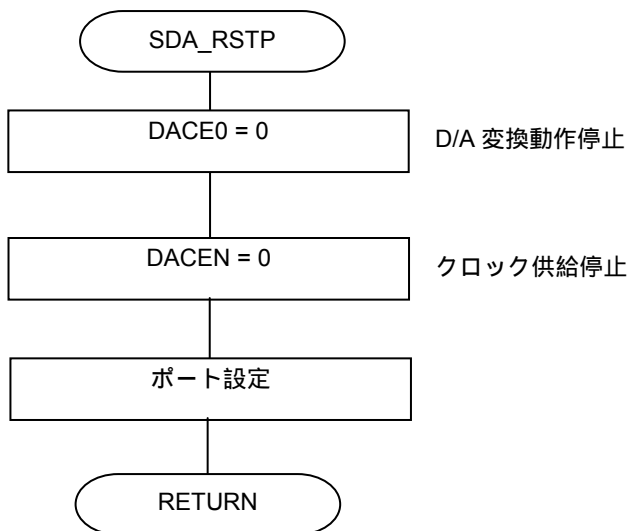 SDA_RSTP
DACE0 = 0
D/A 変換動作停止
DACEN = 0
クロック供給停止
ポート設定
RETURN